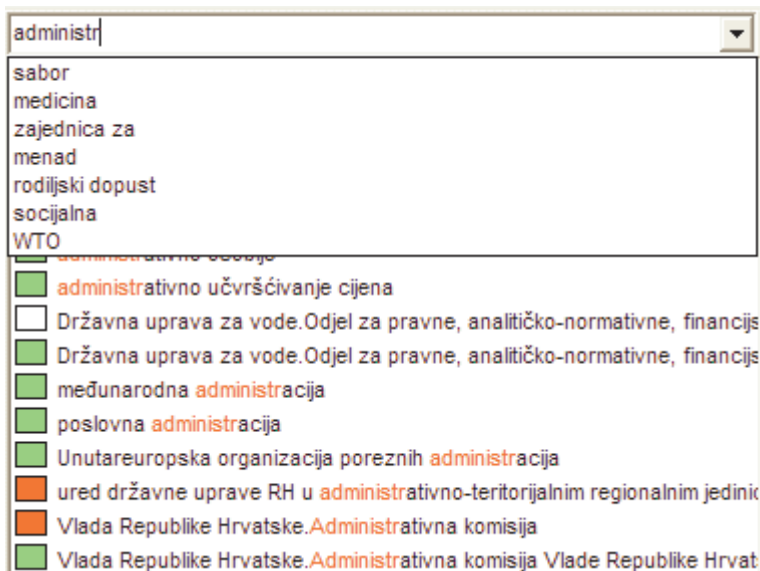 administr
sabor
medicina
zajednica za
menad
rodiljski dopust
socijalna
WTO
administrativno učvršćivanje cijena
Državna uprava za vode.Odjel za pravne, analitičko-normativne, financijs
Državna uprava za vode.Odjel za pravne, analitičko-normativne, financijs
međunarodna administracija
poslovna administracija
Unutareuropska organizacija poreznih administracija
ured državne uprave RH u administrativno-teritorijalnim regionalnim jedinic
Vlada Republike Hrvatske.Administrativna komisija
Vlada Republike Hrvatske.Administrativna komisija Vlade Republike Hrvats